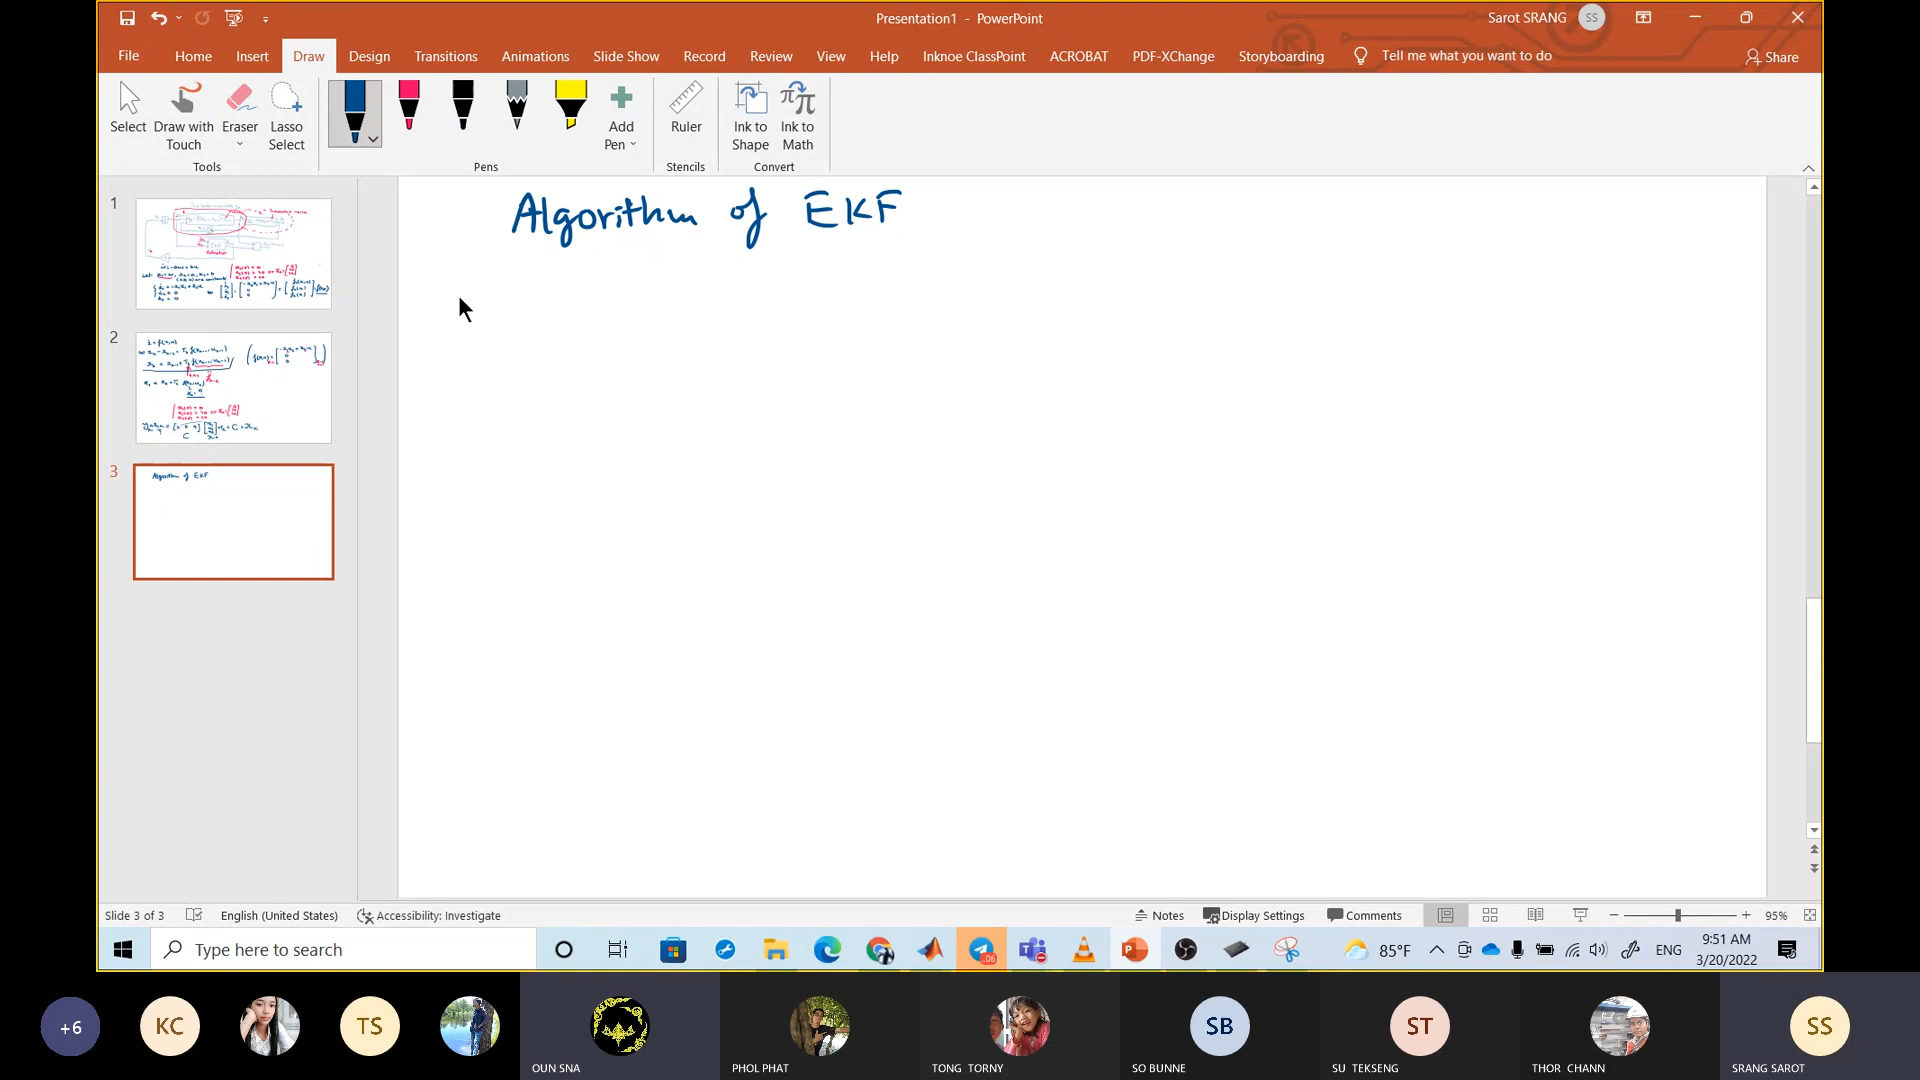 Presentation1 - PowerPoint
Sarot SRANG
SS
File
Home
Insert
Draw
Design
Transitions
Animations
Slide Show
Record
Review
View
Help
Inknoe ClassPoint
ACROBAT
PDF-XChange
Storyboarding
Tell me what you want to do
Share
Select
Draw with Touch
Eraser
Lasso Select
Add Pen
Ruler
Ink to Shape
Ink to Math
Tools
Pens
Stencils
Convert
1
2
3
Algorithm of EKF
Algorithm of EKF
Slide 3 of 3
English (United States)
Accessibility: Investigate
Notes
Display Settings
Comments
95%
Type here to search
85°F
ENG
9:51 AM
3/20/2022
+6
KC
TS
SB
ST
SS
OUN SNA
PHOL PHAT
TONG TORNY
SO BUNNE
SU TEKSENG
THOR CHANN
SRANG SAROT